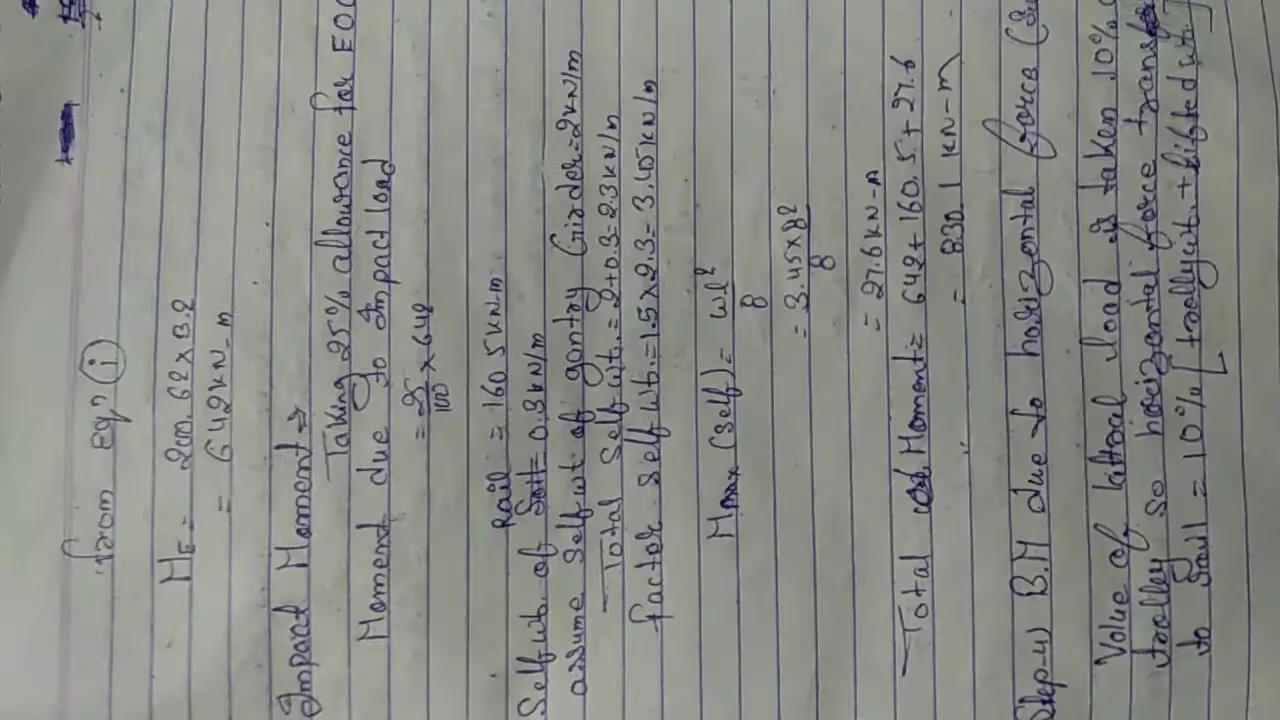 from Eqⁿ (i)
M_E = 200.62 x 3.2
= 642 kN-m
Impact Moment ⇒
Taking 25% allowance for EOC
Moment due to Impact load
= 25/100 x 642
= 160.5 kN-m
Self wt. of Rail = 0.3 kN/m
assume self wt of gantry Girder = 2 kN/m
Total self wt. = 2+0.3 = 2.3 kN/m
factor self wt. = 1.5 x 2.3 = 3.45 kN/m
Mmax (self) = wl²/8
= 3.45 x 8²/8
= 27.6 kN-m
Total Moment = 642 + 160.5 + 27.6
= 830.1 kN-m
Step-4) B.M due to horizontal force
Value of lattral load is taken 10%
trolley so horizental force
to rail = 10% [trolley wt. + lifted wt.]